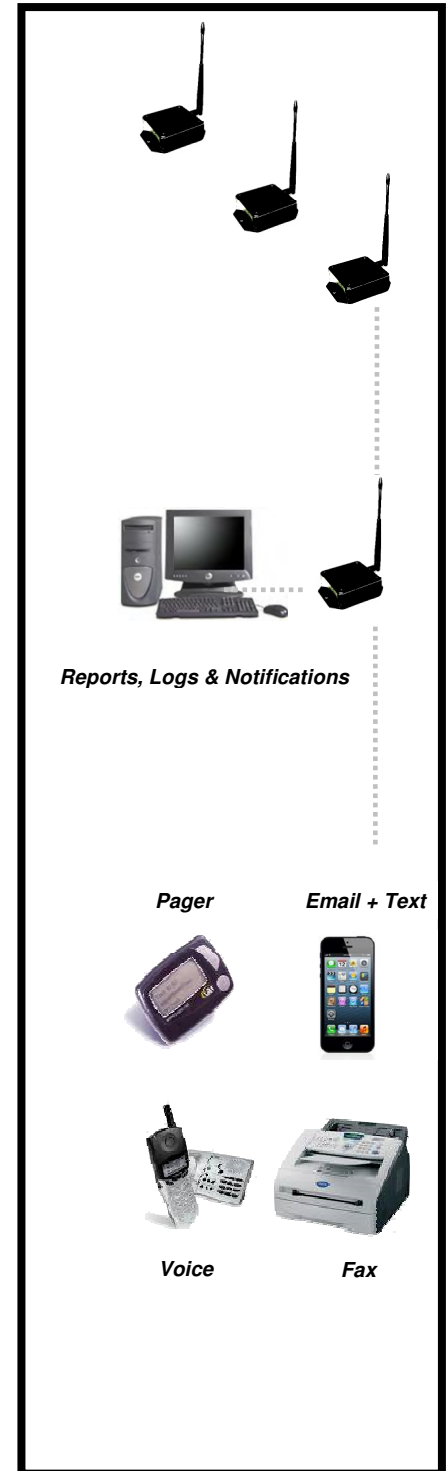 Reports, Logs & Notifications
Pager
Email + Text
Voice
Fax